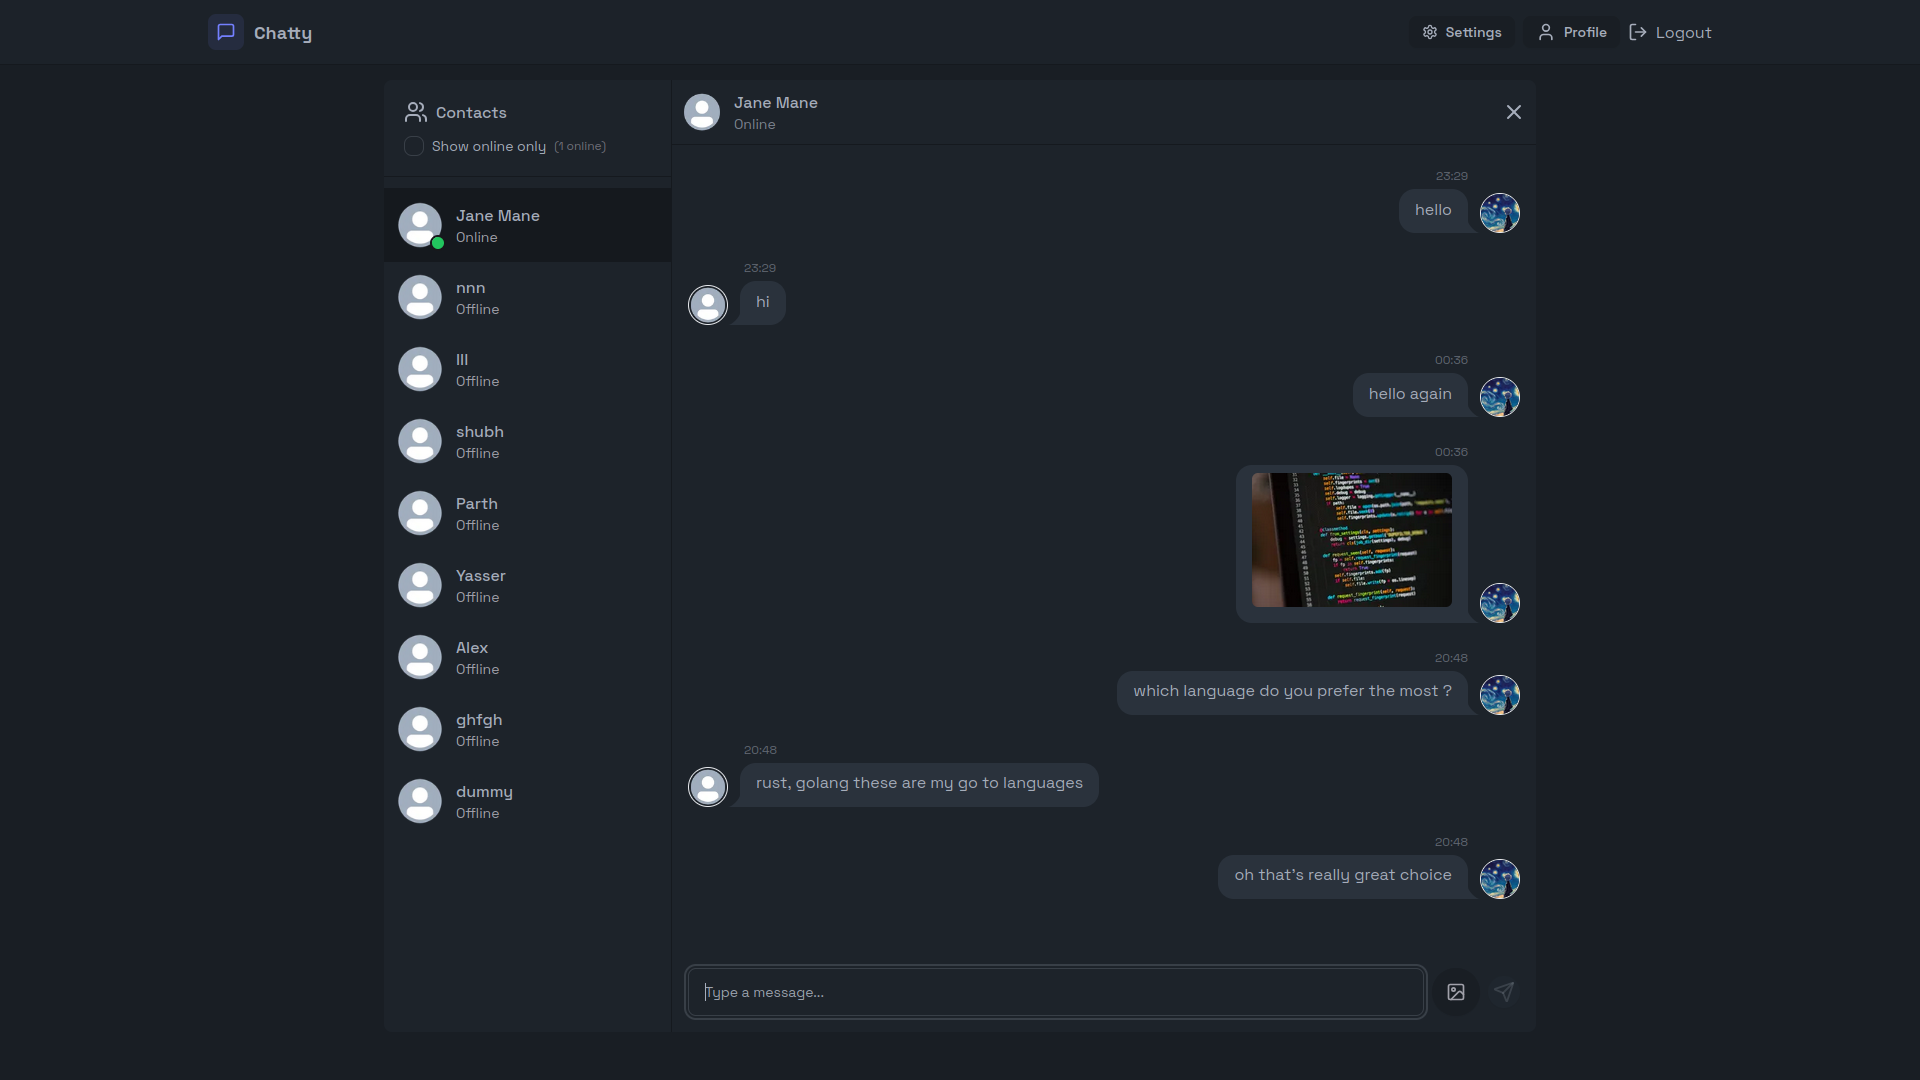 Chatty
Settings
Profile
Logout
Contacts
Show online only (1 online)
Jane Mane
Online
nnn
Offline
lll
Offline
shubh
Offline
Parth
Offline
Yasser
Offline
Alex
Offline
ghfgh
Offline
dummy
Offline
Jane Mane
Online
23:29
hello
23:29
hi
00:36
hello again
00:36
20:48
which language do you prefer the most ?
20:48
rust, golang these are my go to languages
20:48
oh that's really great choice
Type a message...